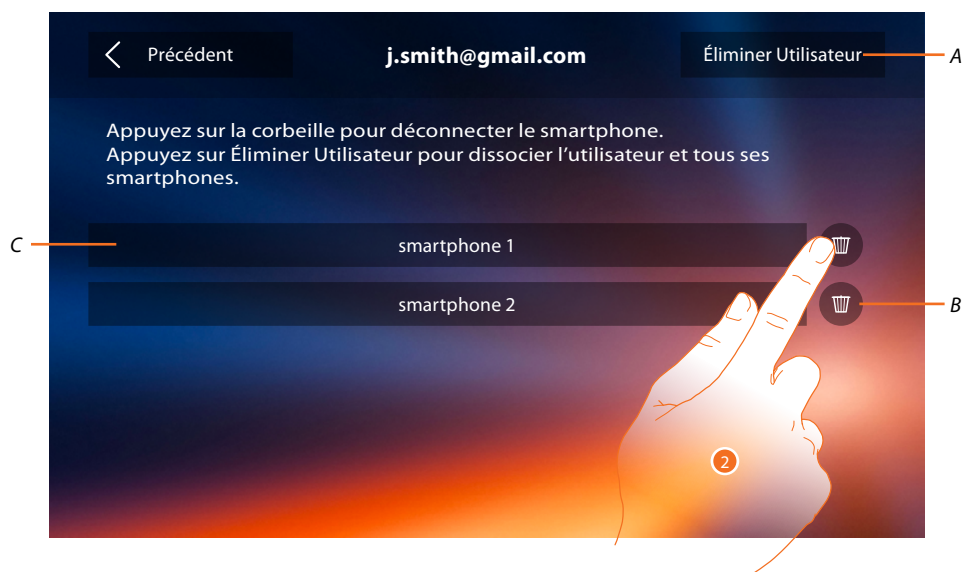 Précédent
j.smith@gmail.com
Éliminer Utilisateur
A
Appuyez sur la corbeille pour déconnecter le smartphone.
Appuyez sur Éliminer Utilisateur pour dissocier l'utilisateur et tous ses
smartphones.
C
smartphone 1
smartphone 2
B
2